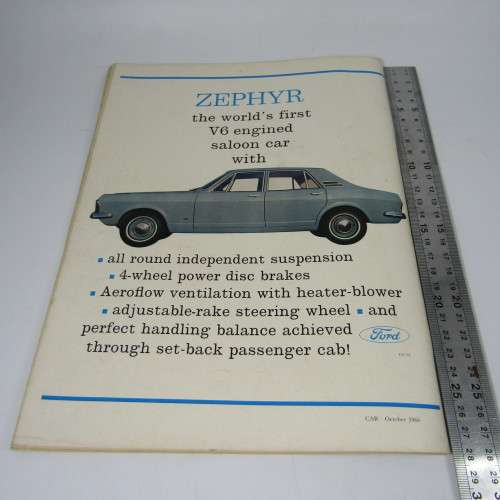 ZEPHYR
the world's first
V6 engined
saloon car
with
▪ all round independent suspension
▪ 4-wheel power disc brakes
▪ Aeroflow ventilation with heater-blower
▪ adjustable-rake steering wheel ▪ and
perfect handling balance achieved
through set-back passenger cab!
Ford
CAR October 1966